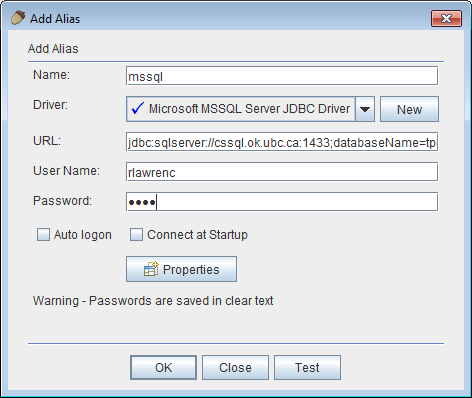 Add Alias
Add Alias
Name: mssql
Driver: Microsoft MSSQL Server JDBC Driver New
URL: jdbc:sqlserver://cssql.ok.ubc.ca:1433;databaseName=tp
User Name: rlawrenc
Password: ●●●●
Auto logon Connect at Startup
Properties
Warning - Passwords are saved in clear text
OK Close Test